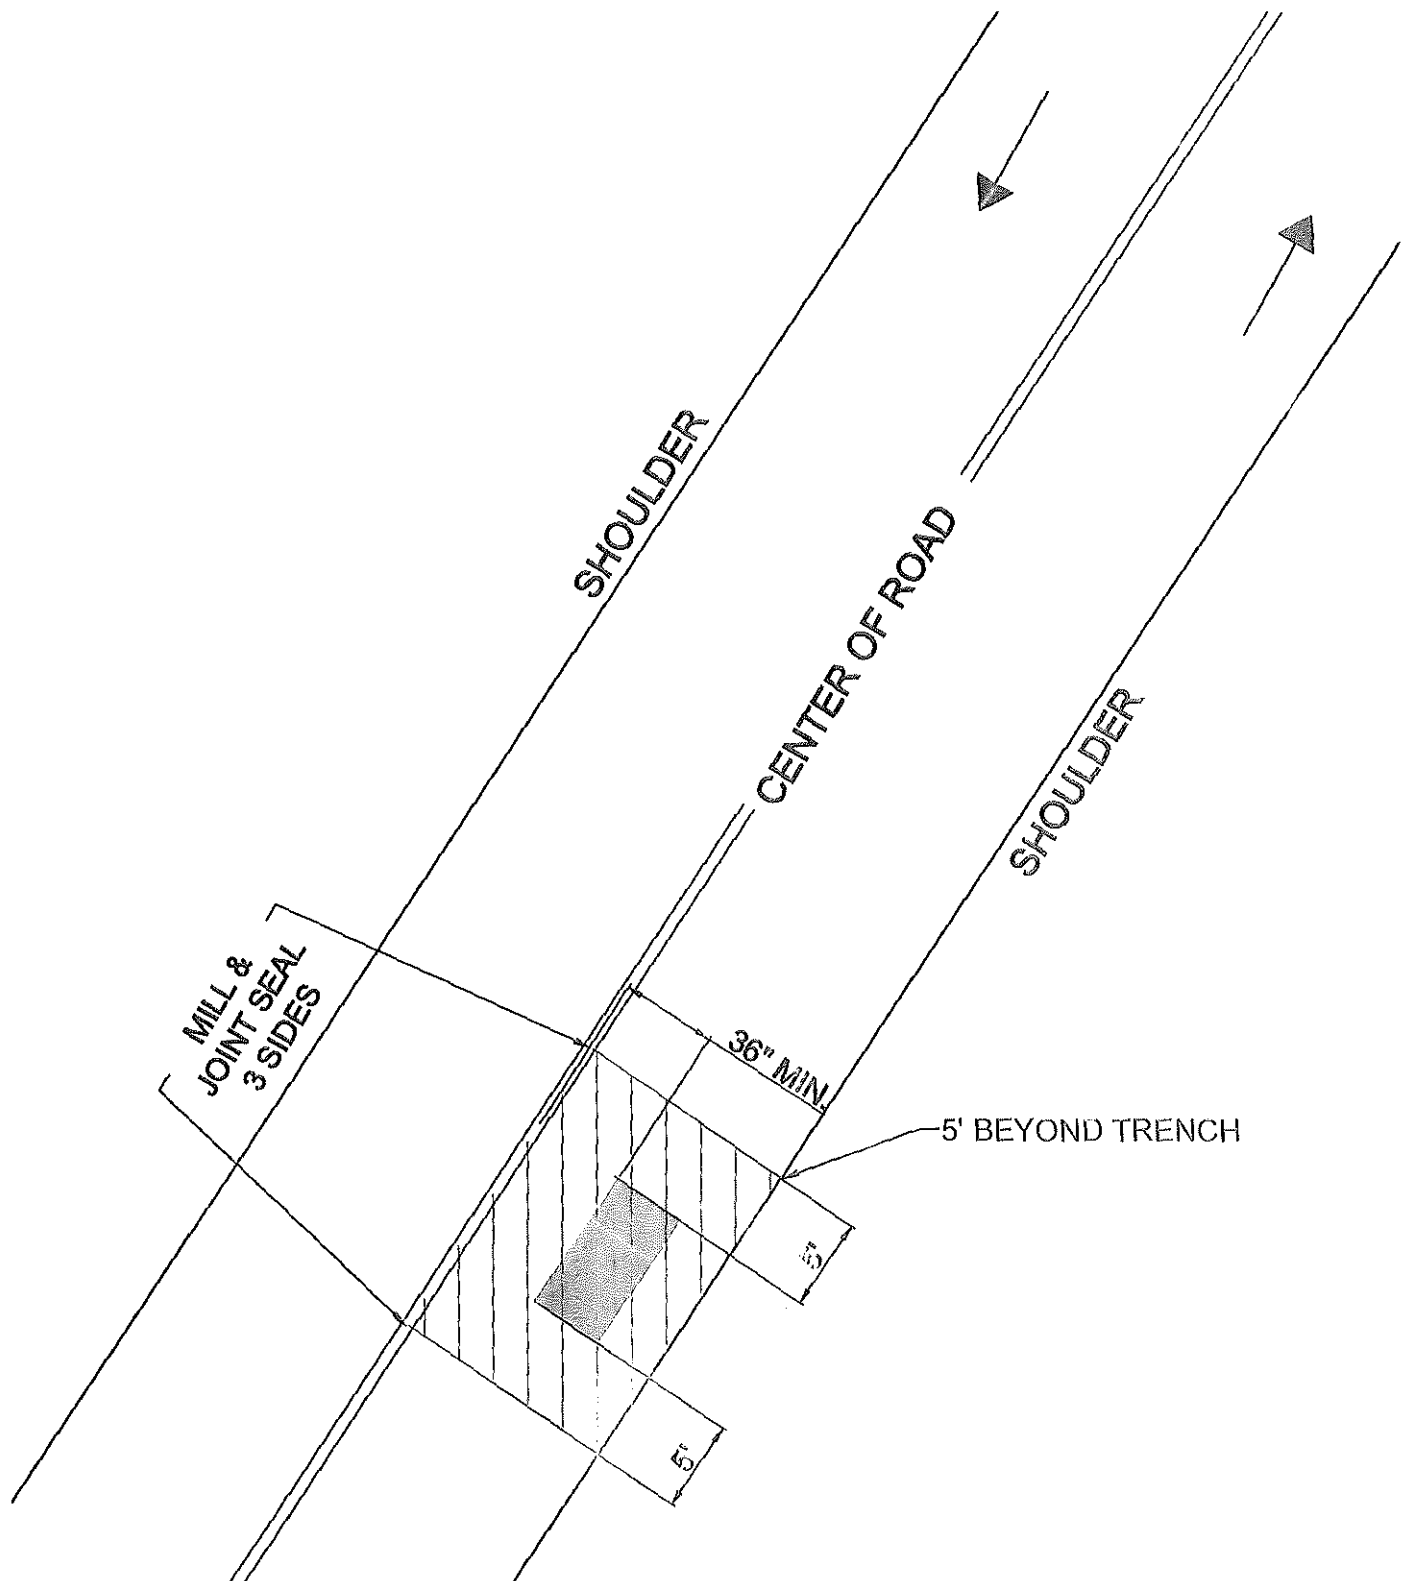 SHOULDER
CENTER OF ROAD
SHOULDER
MILL &
JOINT SEAL
3 SIDES
36" MIN.
5' BEYOND TRENCH
5'
5'